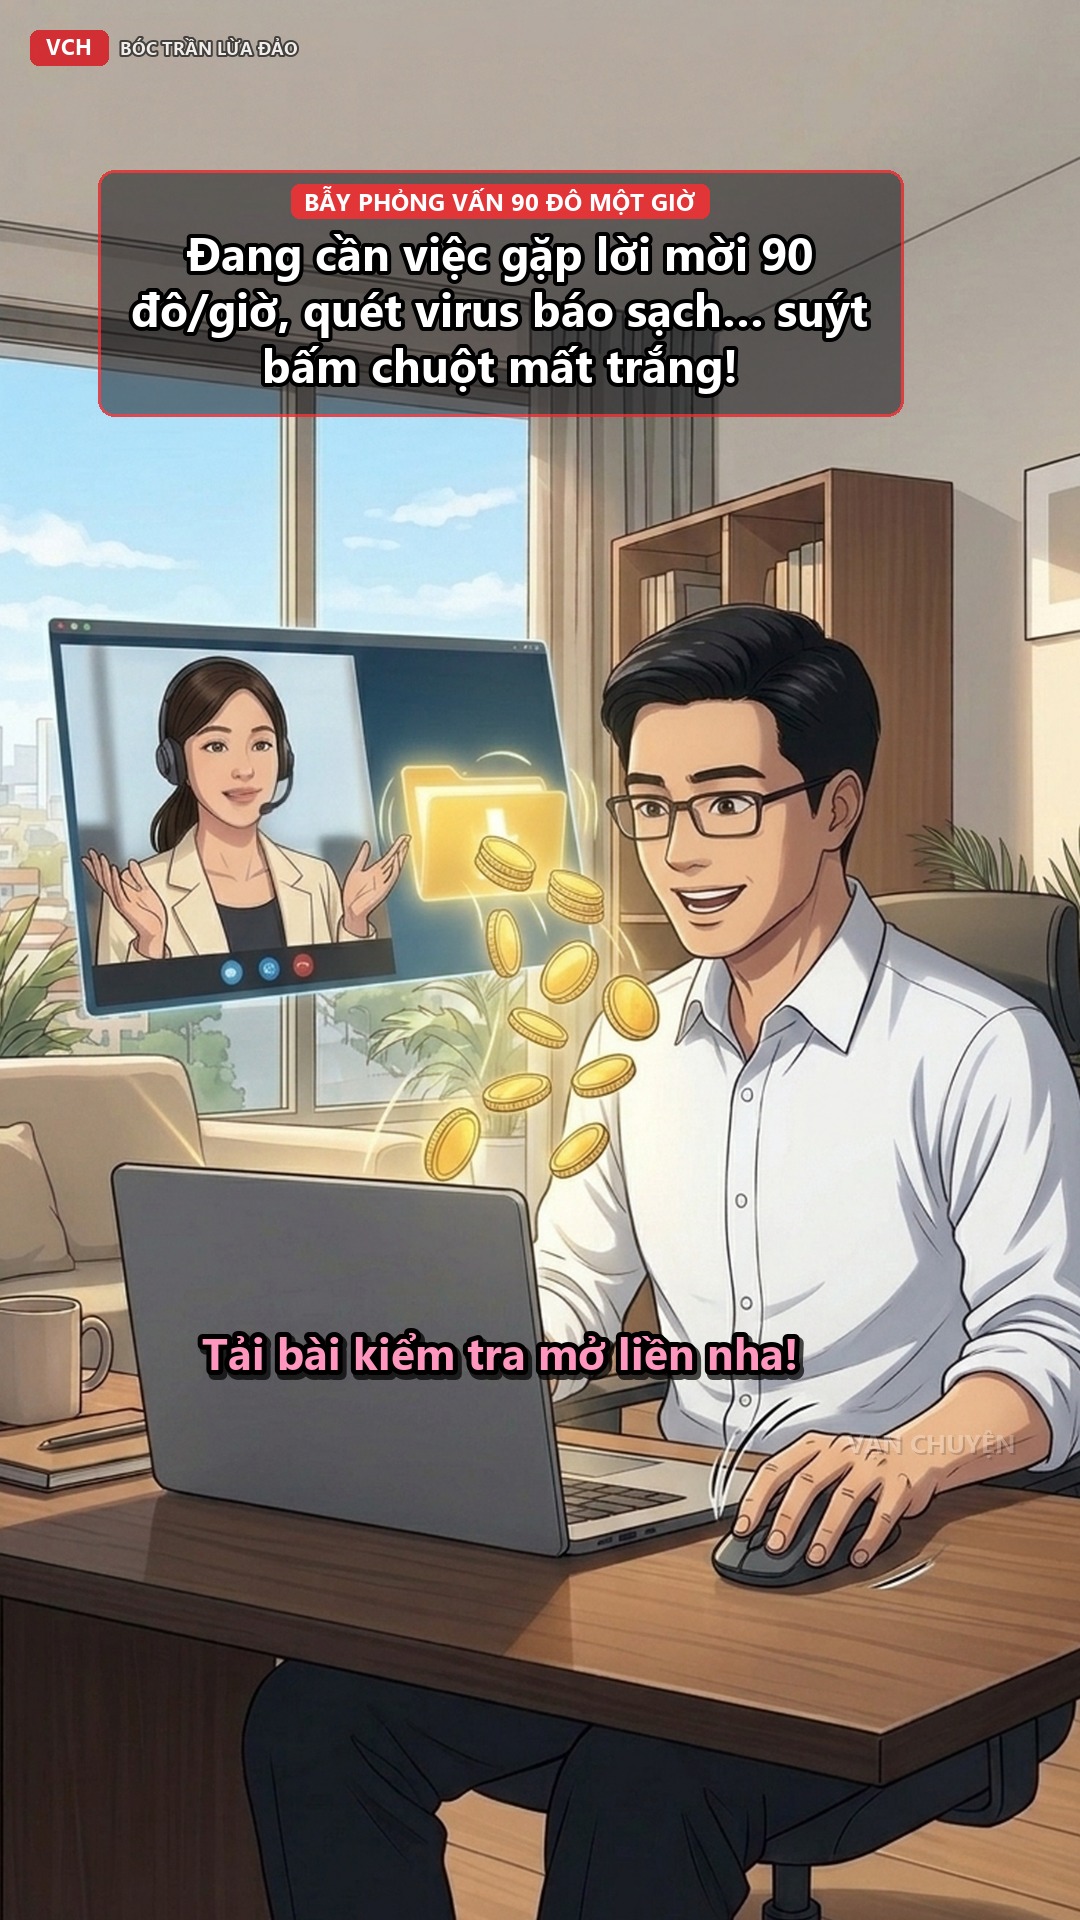 VCH BÓC TRẦN LỪA ĐẢO
BẪY PHỎNG VẤN 90 ĐÔ MỘT GIỜ
Đang cần việc gặp lời mời 90
đô/giờ, quét virus báo sạch... suýt
bấm chuột mất trắng!
Tải bài kiểm tra mở liền nha!
VẠN CHUYỆN